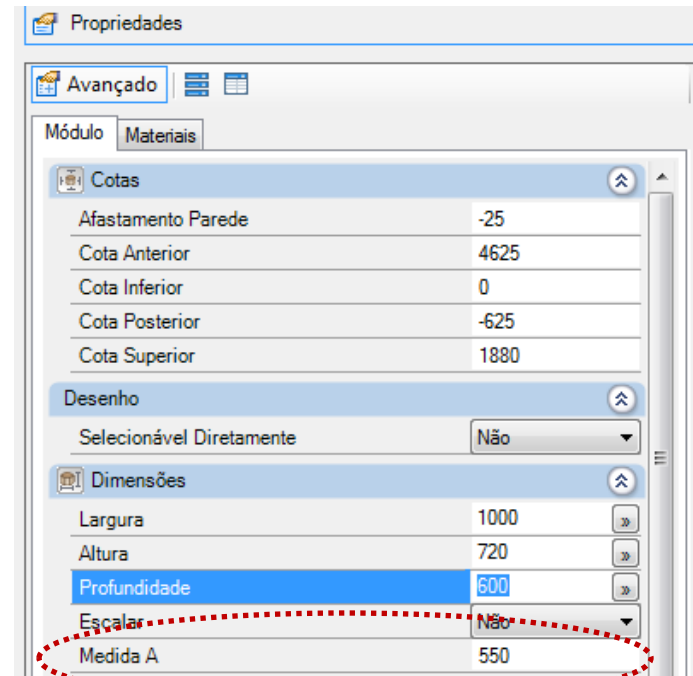 Propriedades
Avançado
Módulo Materiais
Cotas
Afastamento Parede -25
Cota Anterior 4625
Cota Inferior 0
Cota Posterior -625
Cota Superior 1880
Desenho
Selecionável Diretamente Não
Dimensões
Largura 1000 »
Altura 720 »
Profundidade 600 »
Escalar Não
Medida A 550